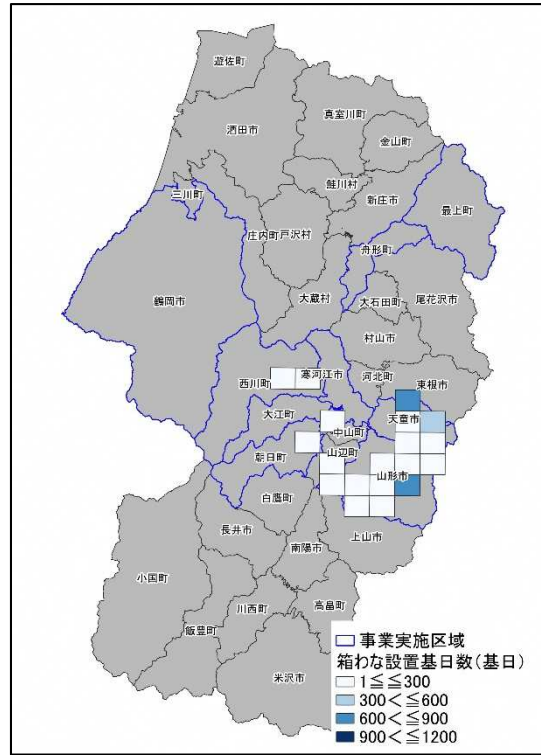 遊佐町
真室川町
酒田市
金山町
鮭川村
三川町
新庄市
最上町
庄内町
戸沢村
舟形町
鶴岡市
大蔵村
大石田町
尾花沢市
村山市
西川町
寒河江市
河北町
東根市
大江町
天童市
中山町
朝日町
山辺町
山形市
白鷹町
長井市
上山市
南陽市
小国町
川西町
高畠町
飯豊町
米沢市
事業実施区域
箱わな設置基日数(基日)
1≦≦300
300<≦600
600<≦900
900<≦1200